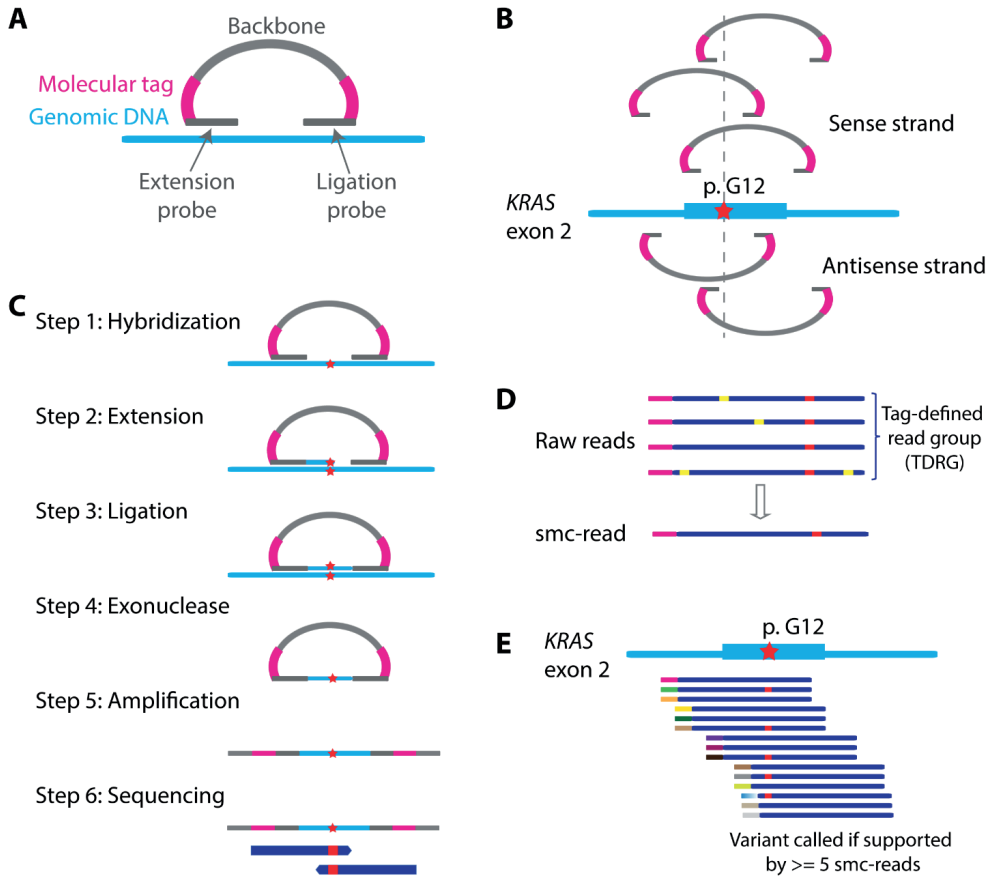 A
Backbone
Molecular tag
Genomic DNA
Extension
probe
Ligation
probe
B
Sense strand
p. G12
KRAS
exon 2
Antisense strand
C
Step 1: Hybridization
Step 2: Extension
Step 3: Ligation
Step 4: Exonuclease
Step 5: Amplification
Step 6: Sequencing
D
Raw reads
Tag-defined
read group
(TDRG)
smc-read
E
KRAS
exon 2
p. G12
Variant called if supported
by >= 5 smc-reads